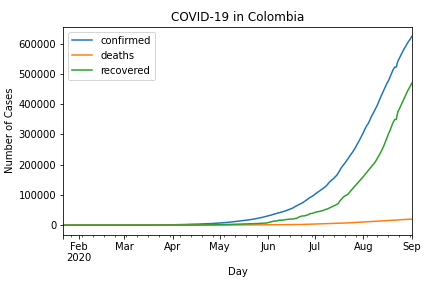 COVID-19 in Colombia
confirmed
deaths
recovered
Number of Cases
600000
500000
400000
300000
200000
100000
0
Feb Mar Apr May Jun Jul Aug Sep
2020
Day